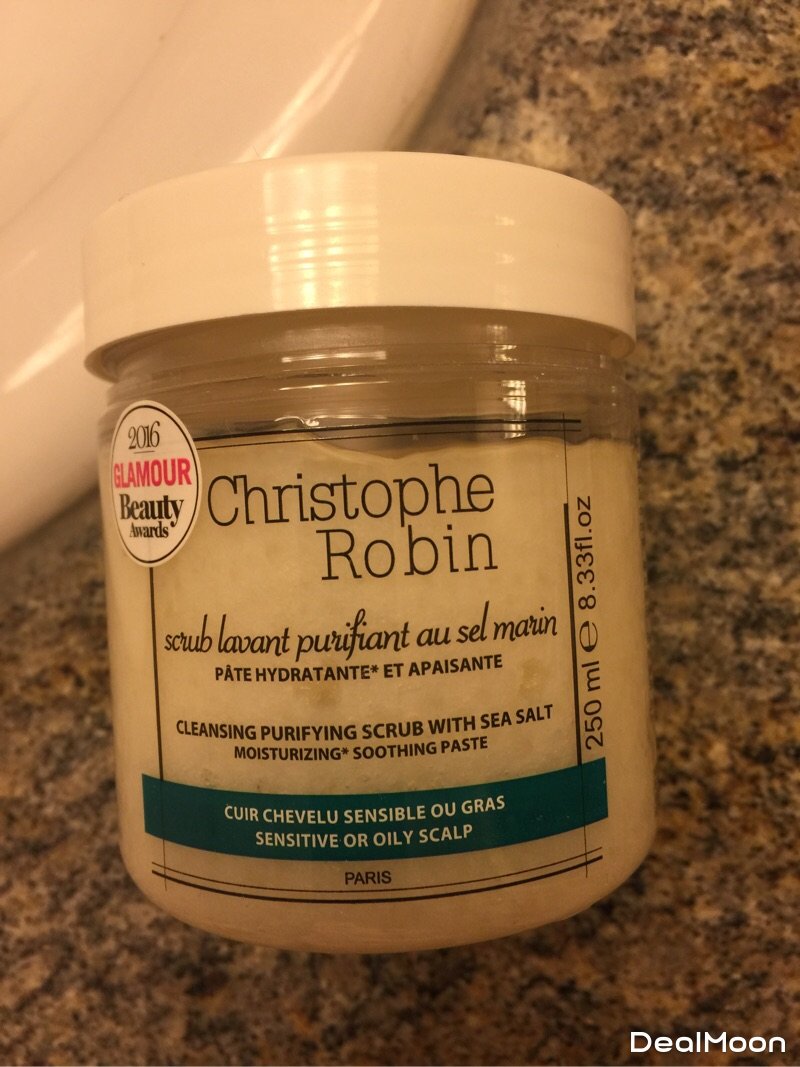 2016
GLAMOUR
Beauty
Awards
Christophe
Robin
scrub lavant purifiant au sel marin
PÂTE HYDRATANTE* ET APAISANTE
CLEANSING PURIFYING SCRUB WITH SEA SALT
MOISTURIZING* SOOTHING PASTE
250 ml e 8.33fl.oz
CUIR CHEVELU SENSIBLE OU GRAS
SENSITIVE OR OILY SCALP
PARIS
DealMoon